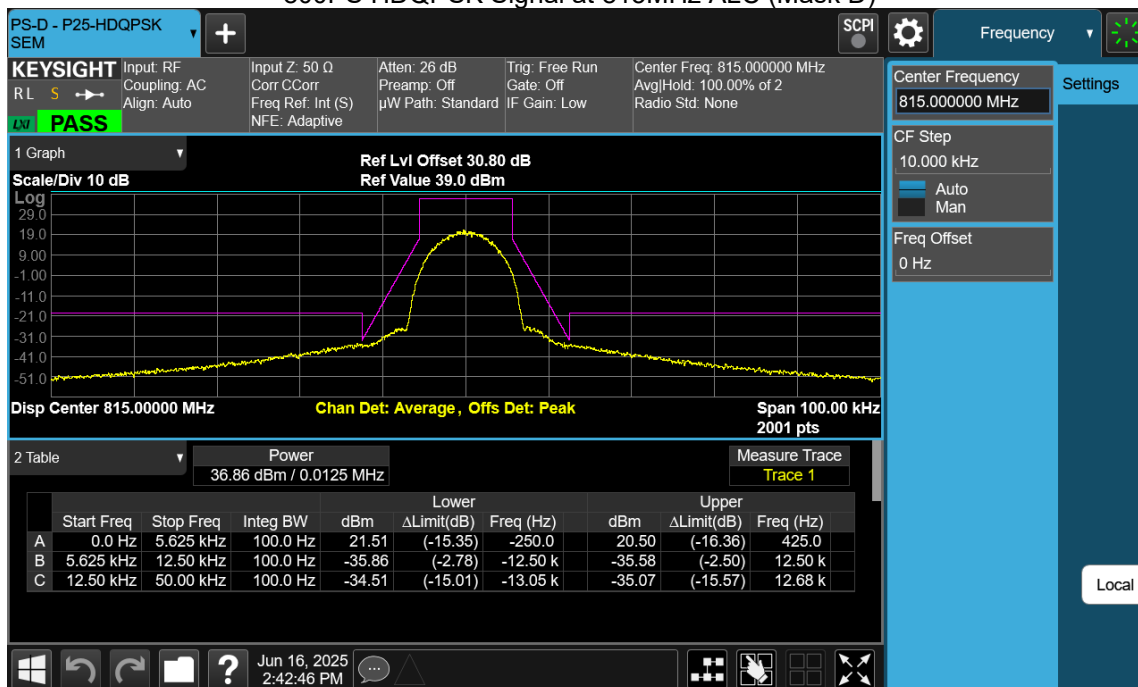 800PS HDQPSK Signal at 815MHz ALC (Mask D)
PS-D - P25-HDQPSK
SEM
+
SCPI
Frequency
KEYSIGHT
RL S
LXI PASS
Input: RF
Coupling: AC
Align: Auto
Input Z: 50 Ω
Corr CCorr
Freq Ref: Int (S)
NFE: Adaptive
Atten: 26 dB
Preamp: Off
µW Path: Standard
Trig: Free Run
Gate: Off
IF Gain: Low
Center Freq: 815.000000 MHz
Avg|Hold: 100.00% of 2
Radio Std: None
Center Frequency
815.000000 MHz
Settings
CF Step
10.000 kHz
Auto
Man
Freq Offset
0 Hz
1 Graph
Scale/Div 10 dB
Ref Lvl Offset 30.80 dB
Ref Value 39.0 dBm
Log
29.0
19.0
9.00
-1.00
-11.0
-21.0
-31.0
-41.0
-51.0
Disp Center 815.00000 MHz
Chan Det: Average, Offs Det: Peak
Span 100.00 kHz
2001 pts
2 Table
Power
36.86 dBm / 0.0125 MHz
Measure Trace
Trace 1
Lower Upper
Start Freq Stop Freq Integ BW dBm ΔLimit(dB) Freq (Hz) dBm ΔLimit(dB) Freq (Hz)
A 0.0 Hz 5.625 kHz 100.0 Hz 21.51 (-15.35) -250.0 20.50 (-16.36) 425.0
B 5.625 kHz 12.50 kHz 100.0 Hz -35.86 (-2.78) -12.50 k -35.58 (-2.50) 12.50 k
C 12.50 kHz 50.00 kHz 100.0 Hz -34.51 (-15.01) -13.05 k -35.07 (-15.57) 12.68 k
Local
?
Jun 16, 2025
2:42:46 PM